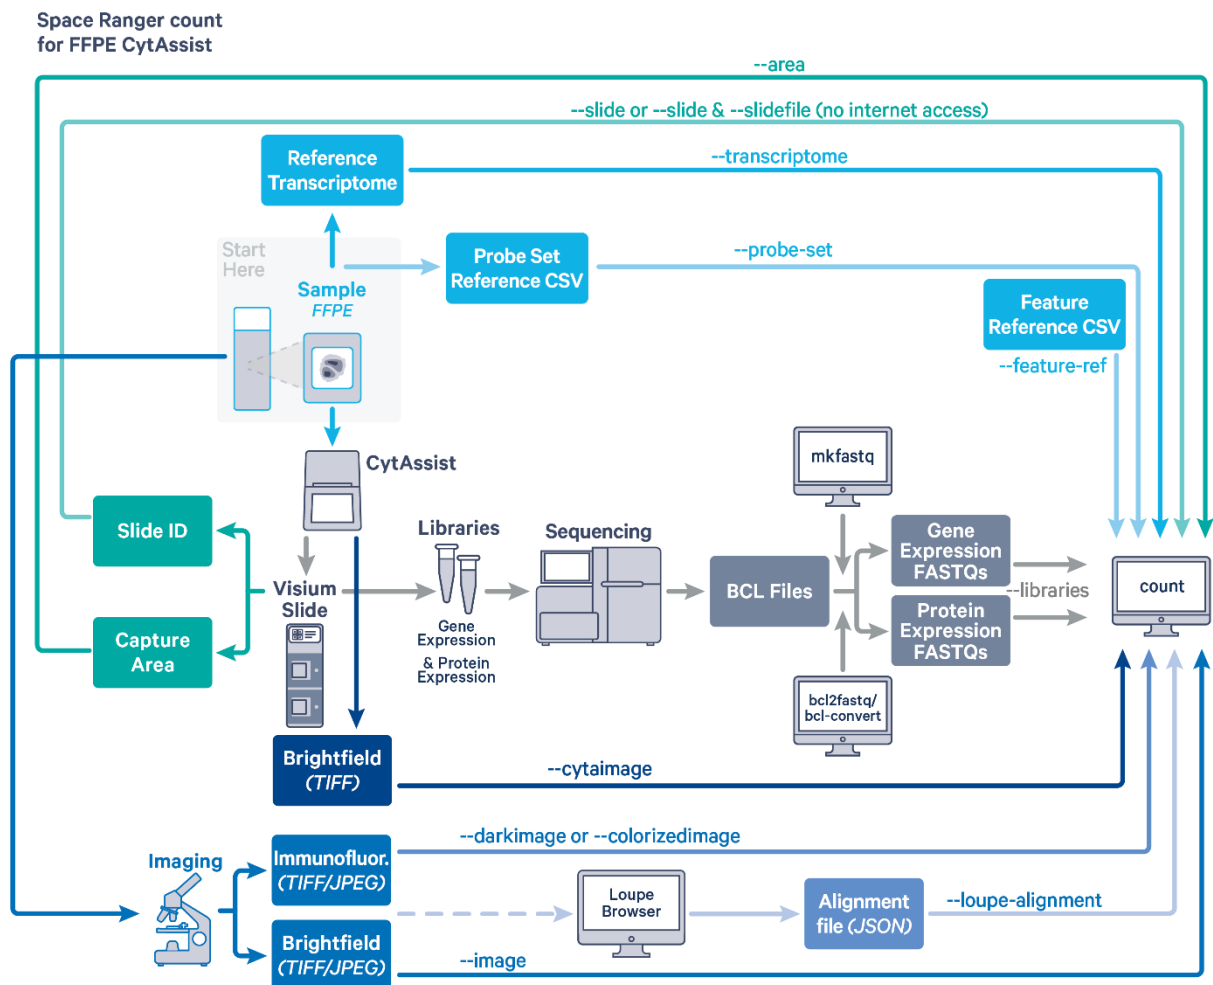 Space Ranger count
for FFPE CytAssist
--area
--slide or --slide & --slidefile (no internet access)
Reference
Transcriptome
--transcriptome
Start
Here
Probe Set
Reference CSV
--probe-set
Sample
FFPE
Feature
Reference CSV
--feature-ref
CytAssist
mkfastq
Slide ID
Libraries
Sequencing
Gene
Expression
FASTQs
Visium
Slide
BCL Files
--libraries
count
Gene
Expression
& Protein
Expression
Protein
Expression
FASTQs
Capture
Area
bcl2fastq/
bcl-convert
Brightfield
(TIFF)
--cytaimage
--darkimage or --colorizedimage
Imaging
Immunofluor.
(TIFF/JPEG)
Loupe
Browser
Alignment
file (JSON)
--loupe-alignment
Brightfield
(TIFF/JPEG)
--image